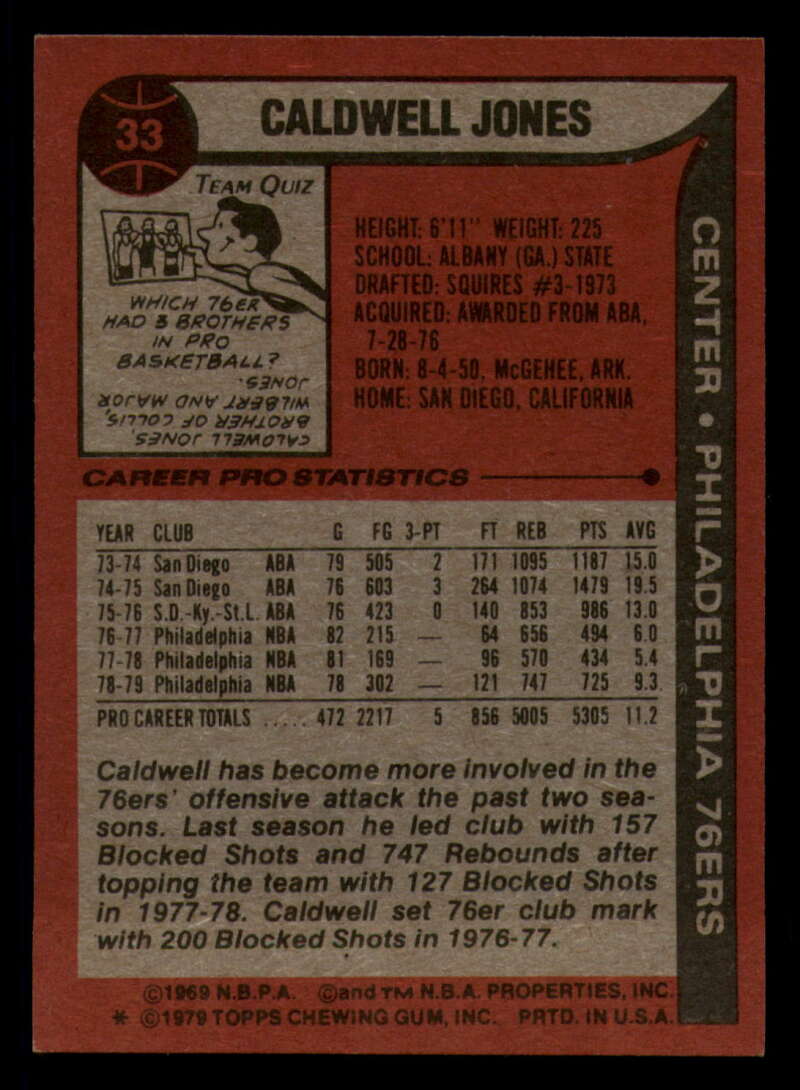 33
CALDWELL JONES
TEAM QUIZ
WHICH 76ER
HAD 3 BROTHERS
IN PRO
BASKETBALL?
CALDWELL JONES,
BROTHER OF COLLIS,
WILBERT AND MAJOR
JONES.
HEIGHT: 6'11" WEIGHT: 225
SCHOOL: ALBANY (GA.) STATE
DRAFTED: SQUIRES #3-1973
ACQUIRED: AWARDED FROM ABA,
7-28-76
BORN: 8-4-50, McGEHEE, ARK.
HOME: SAN DIEGO, CALIFORNIA
CENTER • PHILADELPHIA 76ERS
CAREER PRO STATISTICS
YEAR CLUB G FG 3-PT FT REB PTS AVG
73-74 San Diego ABA 79 505 2 171 1095 1187 15.0
74-75 San Diego ABA 76 603 3 264 1074 1479 19.5
75-76 S.D.-Ky.-St.L. ABA 76 423 0 140 853 986 13.0
76-77 Philadelphia NBA 82 215 — 64 656 494 6.0
77-78 Philadelphia NBA 81 169 — 96 570 434 5.4
78-79 Philadelphia NBA 78 302 — 121 747 725 9.3
PRO CAREER TOTALS ..... 472 2217 5 856 5005 5305 11.2
Caldwell has become more involved in the
76ers' offensive attack the past two sea-
sons. Last season he led club with 157
Blocked Shots and 747 Rebounds after
topping the team with 127 Blocked Shots
in 1977-78. Caldwell set 76er club mark
with 200 Blocked Shots in 1976-77.
©1969 N.B.P.A. ©and TM N.B.A. PROPERTIES, INC.
* ©1979 TOPPS CHEWING GUM, INC. PRTD. IN U.S.A.